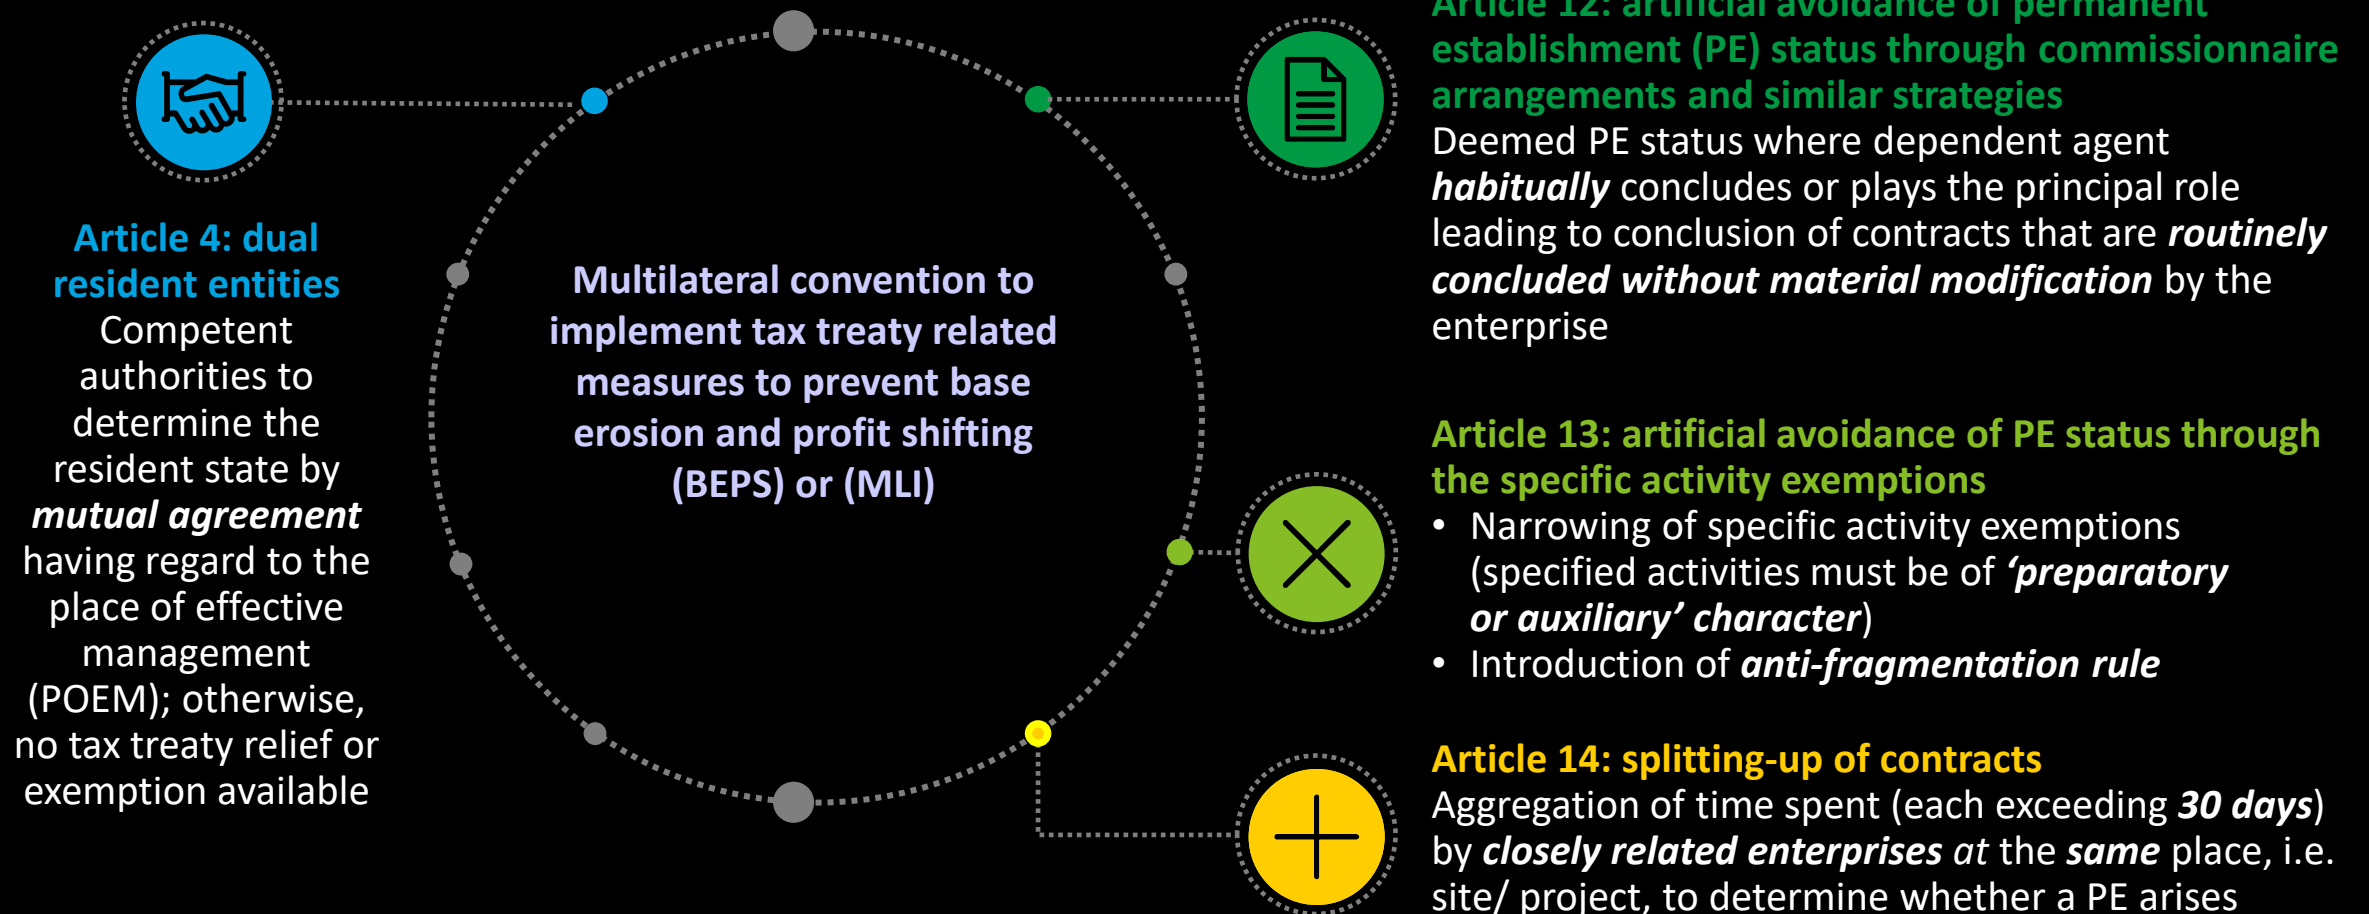 Article 4: dual
resident entities
Competent
authorities to
determine the
resident state by
mutual agreement
having regard to the
place of effective
management
(POEM); otherwise,
no tax treaty relief or
exemption available
Multilateral convention to
implement tax treaty related
measures to prevent base
erosion and profit shifting
(BEPS) or (MLI)
Article 12: artificial avoidance of permanent
establishment (PE) status through commissionnaire
arrangements and similar strategies
Deemed PE status where dependent agent
habitually concludes or plays the principal role
leading to conclusion of contracts that are routinely
concluded without material modification by the
enterprise
Article 13: artificial avoidance of PE status through
the specific activity exemptions
• Narrowing of specific activity exemptions
(specified activities must be of ‘preparatory
or auxiliary’ character)
• Introduction of anti-fragmentation rule
Article 14: splitting-up of contracts
Aggregation of time spent (each exceeding 30 days)
by closely related enterprises at the same place, i.e.
site/ project, to determine whether a PE arises